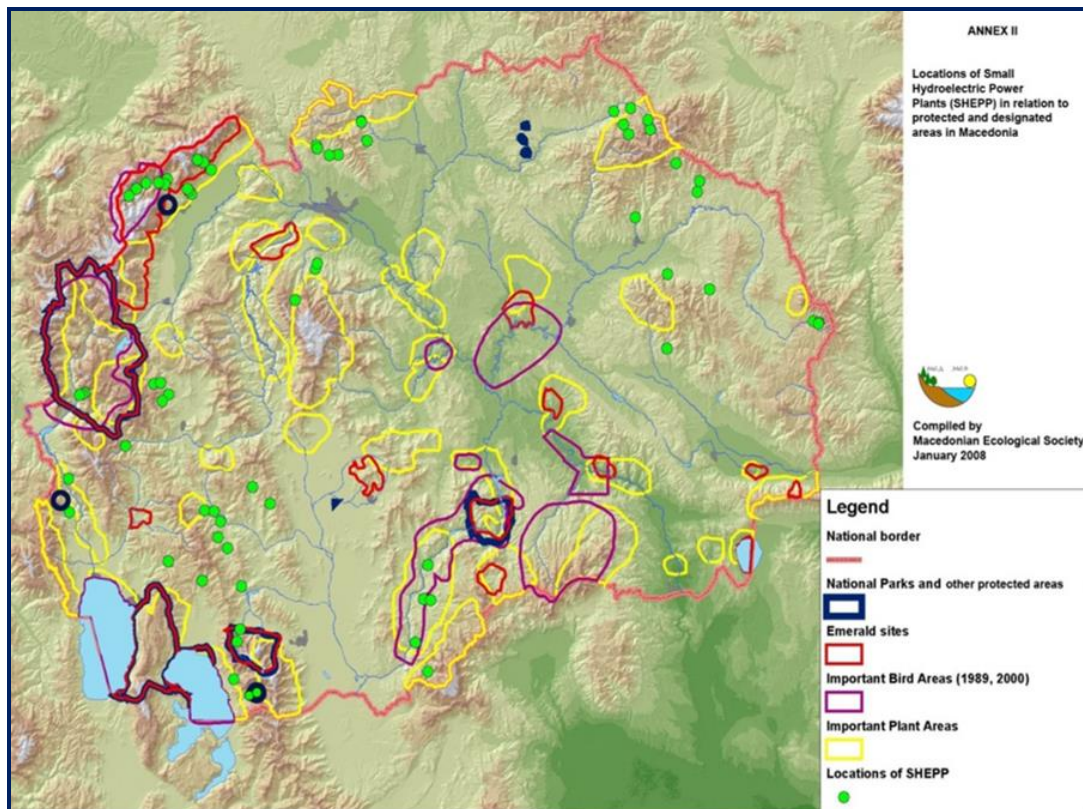 ANNEX II
Locations of Small
Hydroelectric Power
Plants (SHEPP) in relation to
protected and designated
areas in Macedonia
Compiled by
Macedonian Ecological Society
January 2008
Legend
National border
National Parks and other protected areas
Emerald sites
Important Bird Areas (1989, 2000)
Important Plant Areas
Locations of SHEPP